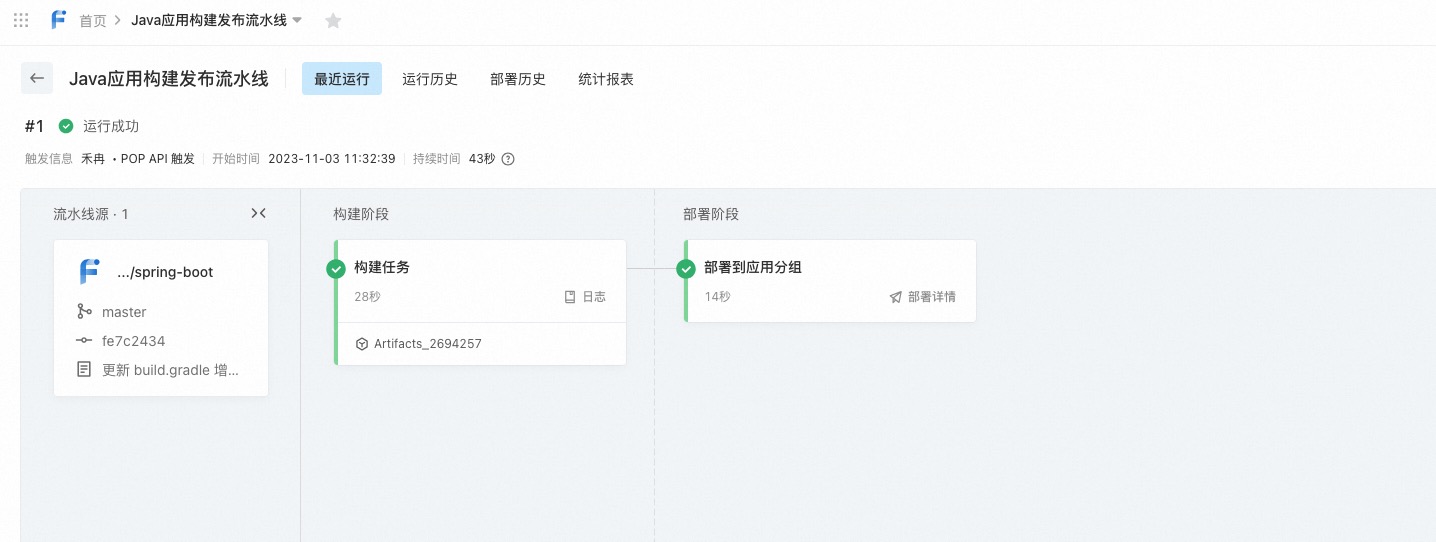 首页 Java应用构建发布流水线
Java应用构建发布流水线 最近运行 运行历史 部署历史 统计报表
#1 运行成功
触发信息 禾冉 • POP API 触发 开始时间 2023-11-03 11:32:39 持续时间 43秒
流水线源 · 1
.../spring-boot
master
fe7c2434
更新 build.gradle 增...
构建阶段
构建任务
28秒 日志
Artifacts_2694257
部署阶段
部署到应用分组
14秒 部署详情